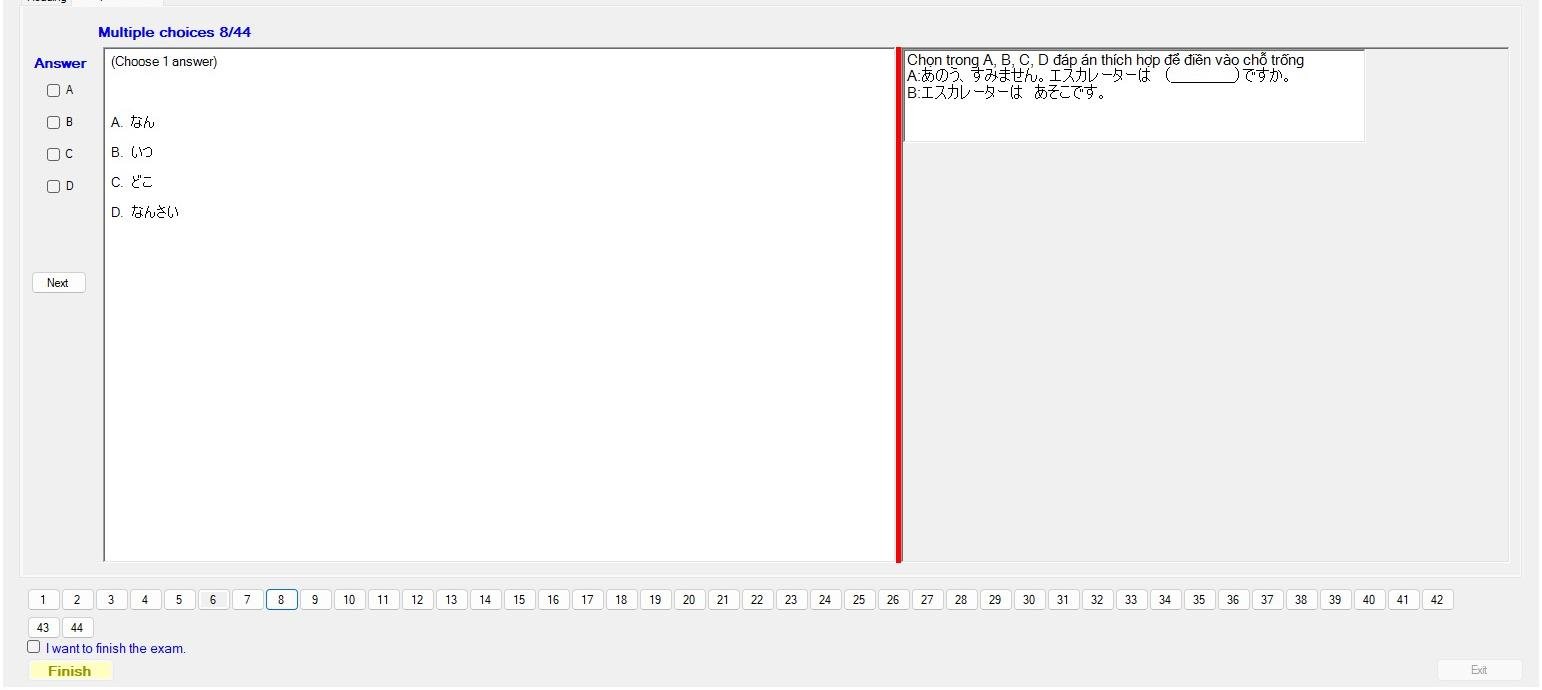 Multiple choices 8/44
Answer
A
B
C
D
Next
(Choose 1 answer)
A. なん
B. いつ
C. どこ
D. なんさい
Chọn trong A, B, C, D đáp án thích hợp để điền vào chỗ trống
A:あのう、すみません。エスカレーターは　(________)ですか。
B:エスカレーターは　あそこです。
1 2 3 4 5 6 7 8 9 10 11 12 13 14 15 16 17 18 19 20 21 22 23 24 25 26 27 28 29 30 31 32 33 34 35 36 37 38 39 40 41 42
43 44
I want to finish the exam.
Finish
Exit